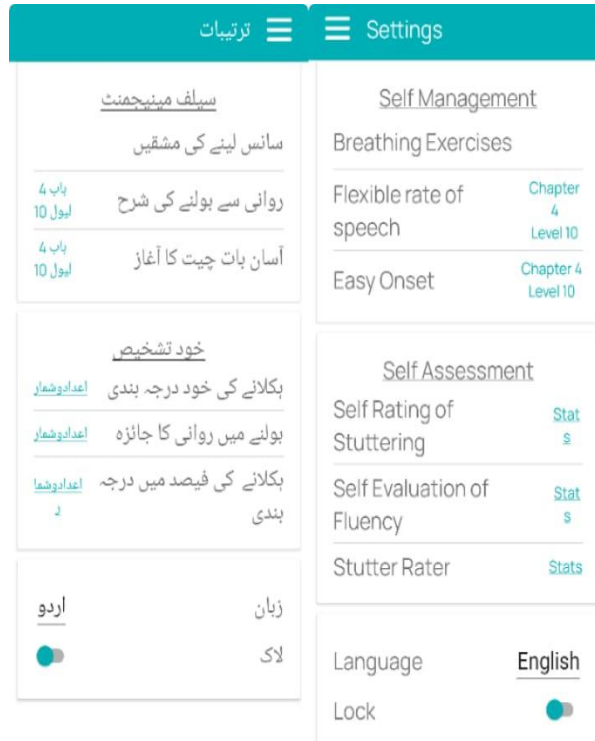 ترتیبات
سیلف مینیجمنٹ
سانس لینے کی مشقیں
روانی سے بولنے کی شرح
باب 4
لیول 10
آسان بات چیت کا آغاز
باب 4
لیول 10
خود تشخیص
ہکلانے کی خود درجہ بندی
اعدادوشمار
بولنے میں روانی کا جائزہ
اعدادوشمار
ہکلانے کی فیصد میں درجہ
بندی
اعدادوشما
ر
زبان
اردو
لاک
Settings
Self Management
Breathing Exercises
Flexible rate of
speech
Chapter
4
Level 10
Easy Onset
Chapter 4
Level 10
Self Assessment
Self Rating of
Stuttering
Stat
s
Self Evaluation of
Fluency
Stat
s
Stutter Rater
Stats
Language
English
Lock